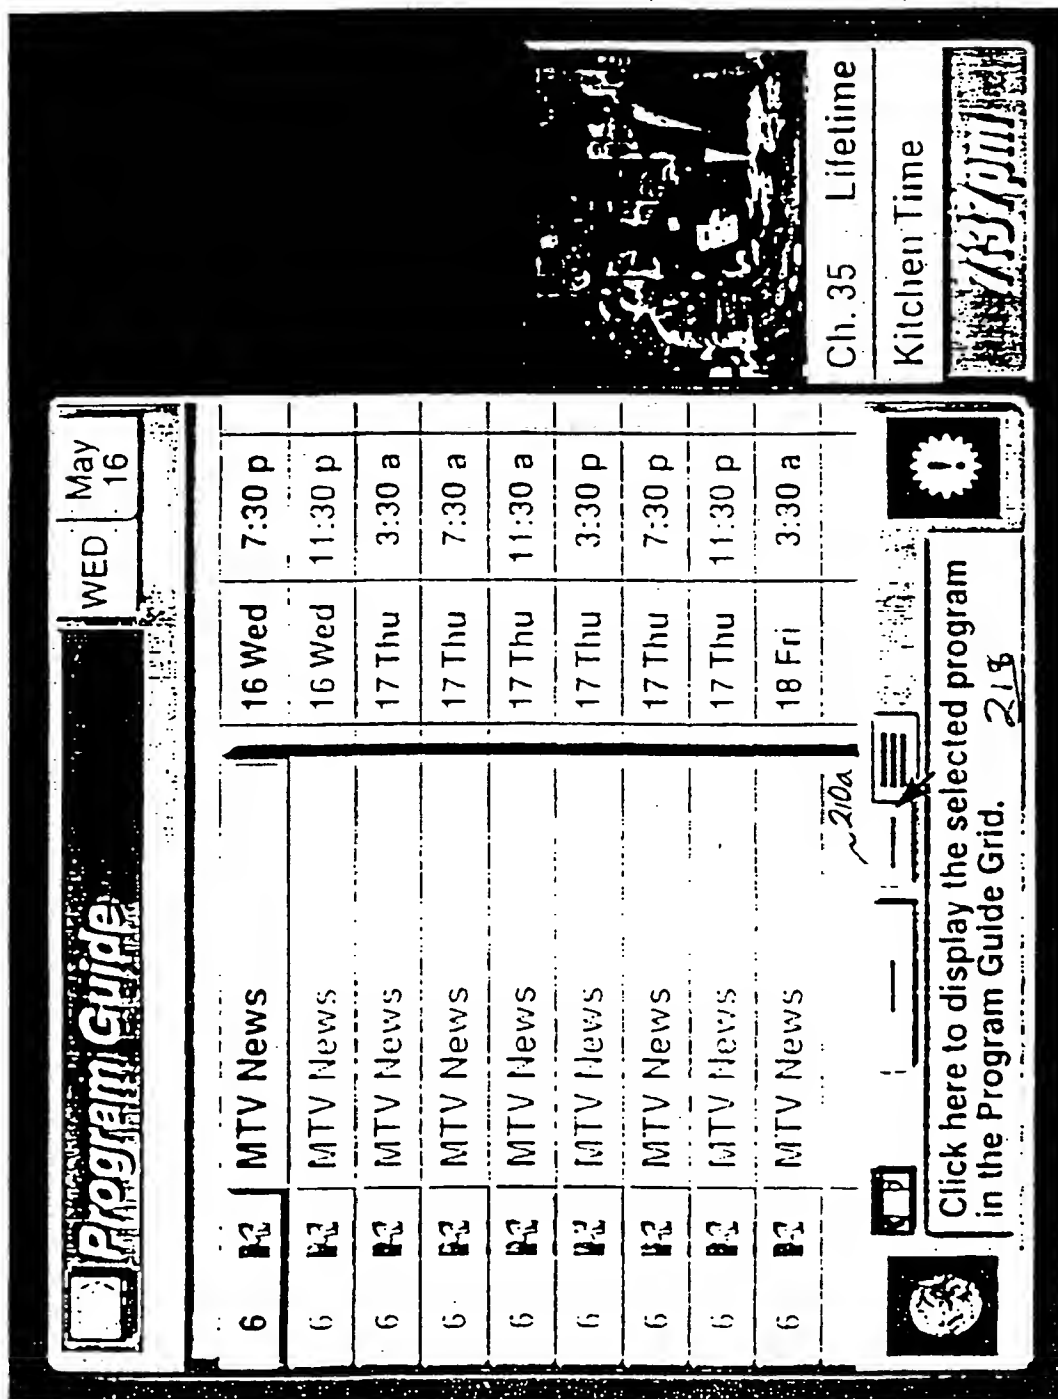 Program Guide
WED May 16
6 MTV News 16 Wed 7:30 p
6 MTV News 16 Wed 11:30 p
6 MTV News 17 Thu 3:30 a
6 MTV News 17 Thu 7:30 a
6 MTV News 17 Thu 11:30 a
6 MTV News 17 Thu 3:30 p
6 MTV News 17 Thu 7:30 p
6 MTV News 17 Thu 11:30 p
6 MTV News 18 Fri 3:30 a
~210a
Click here to display the selected program
in the Program Guide Grid. 218
!
Ch. 35 Lifetime
Kitchen Time
7:37pm